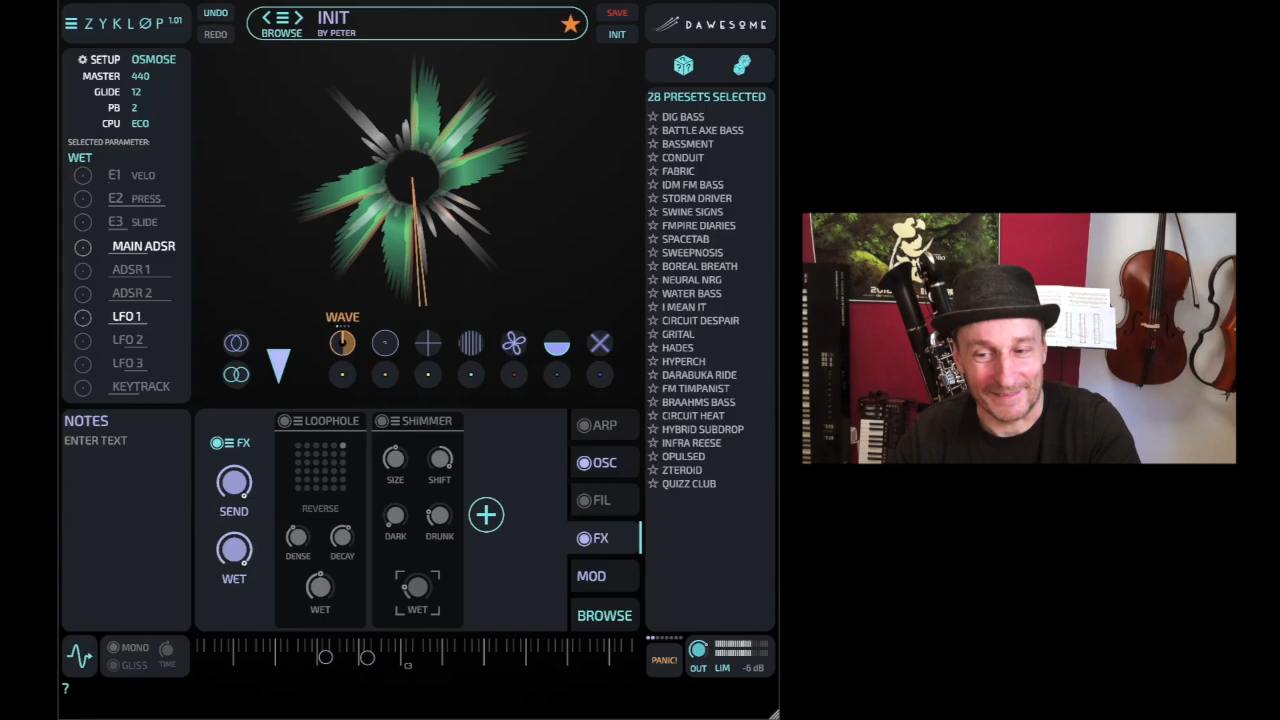 ZYKLØP 1.01
UNDO
REDO
BROWSE
INIT
BY PETER
SAVE
INIT
DAWESOME
SETUP OSMOSE
MASTER 440
GLIDE 12
PB 2
CPU ECO
SELECTED PARAMETER:
WET
E1 VELO
E2 PRESS
E3 SLIDE
MAIN ADSR
ADSR 1
ADSR 2
LFO 1
LFO 2
LFO 3
KEYTRACK
WAVE
28 PRESETS SELECTED
DIG BASS
BATTLE AXE BASS
BASSMENT
CONDUIT
FABRIC
IDM FM BASS
STORM DRIVER
SWINE SIGNS
FMPIRE DIARIES
SPACETAB
SWEEPNOSIS
BOREAL BREATH
NEURAL NRG
WATER BASS
I MEAN IT
CIRCUIT DESPAIR
GRITAL
HADES
HYPERCH
DARABUKA RIDE
FM TIMPANIST
BRAAHMS BASS
CIRCUIT HEAT
HYBRID SUBDROP
INFRA REESE
OPULSED
ZTEROID
QUIZZ CLUB
NOTES
ENTER TEXT
FX
SEND
WET
LOOPHOLE
REVERSE
DENSE DECAY
WET
SHIMMER
SIZE SHIFT
DARK DRUNK
WET
ARP
OSC
FIL
FX
MOD
BROWSE
MONO
GLISS
TIME
C3
PANIC!
OUT LIM -6 dB
?